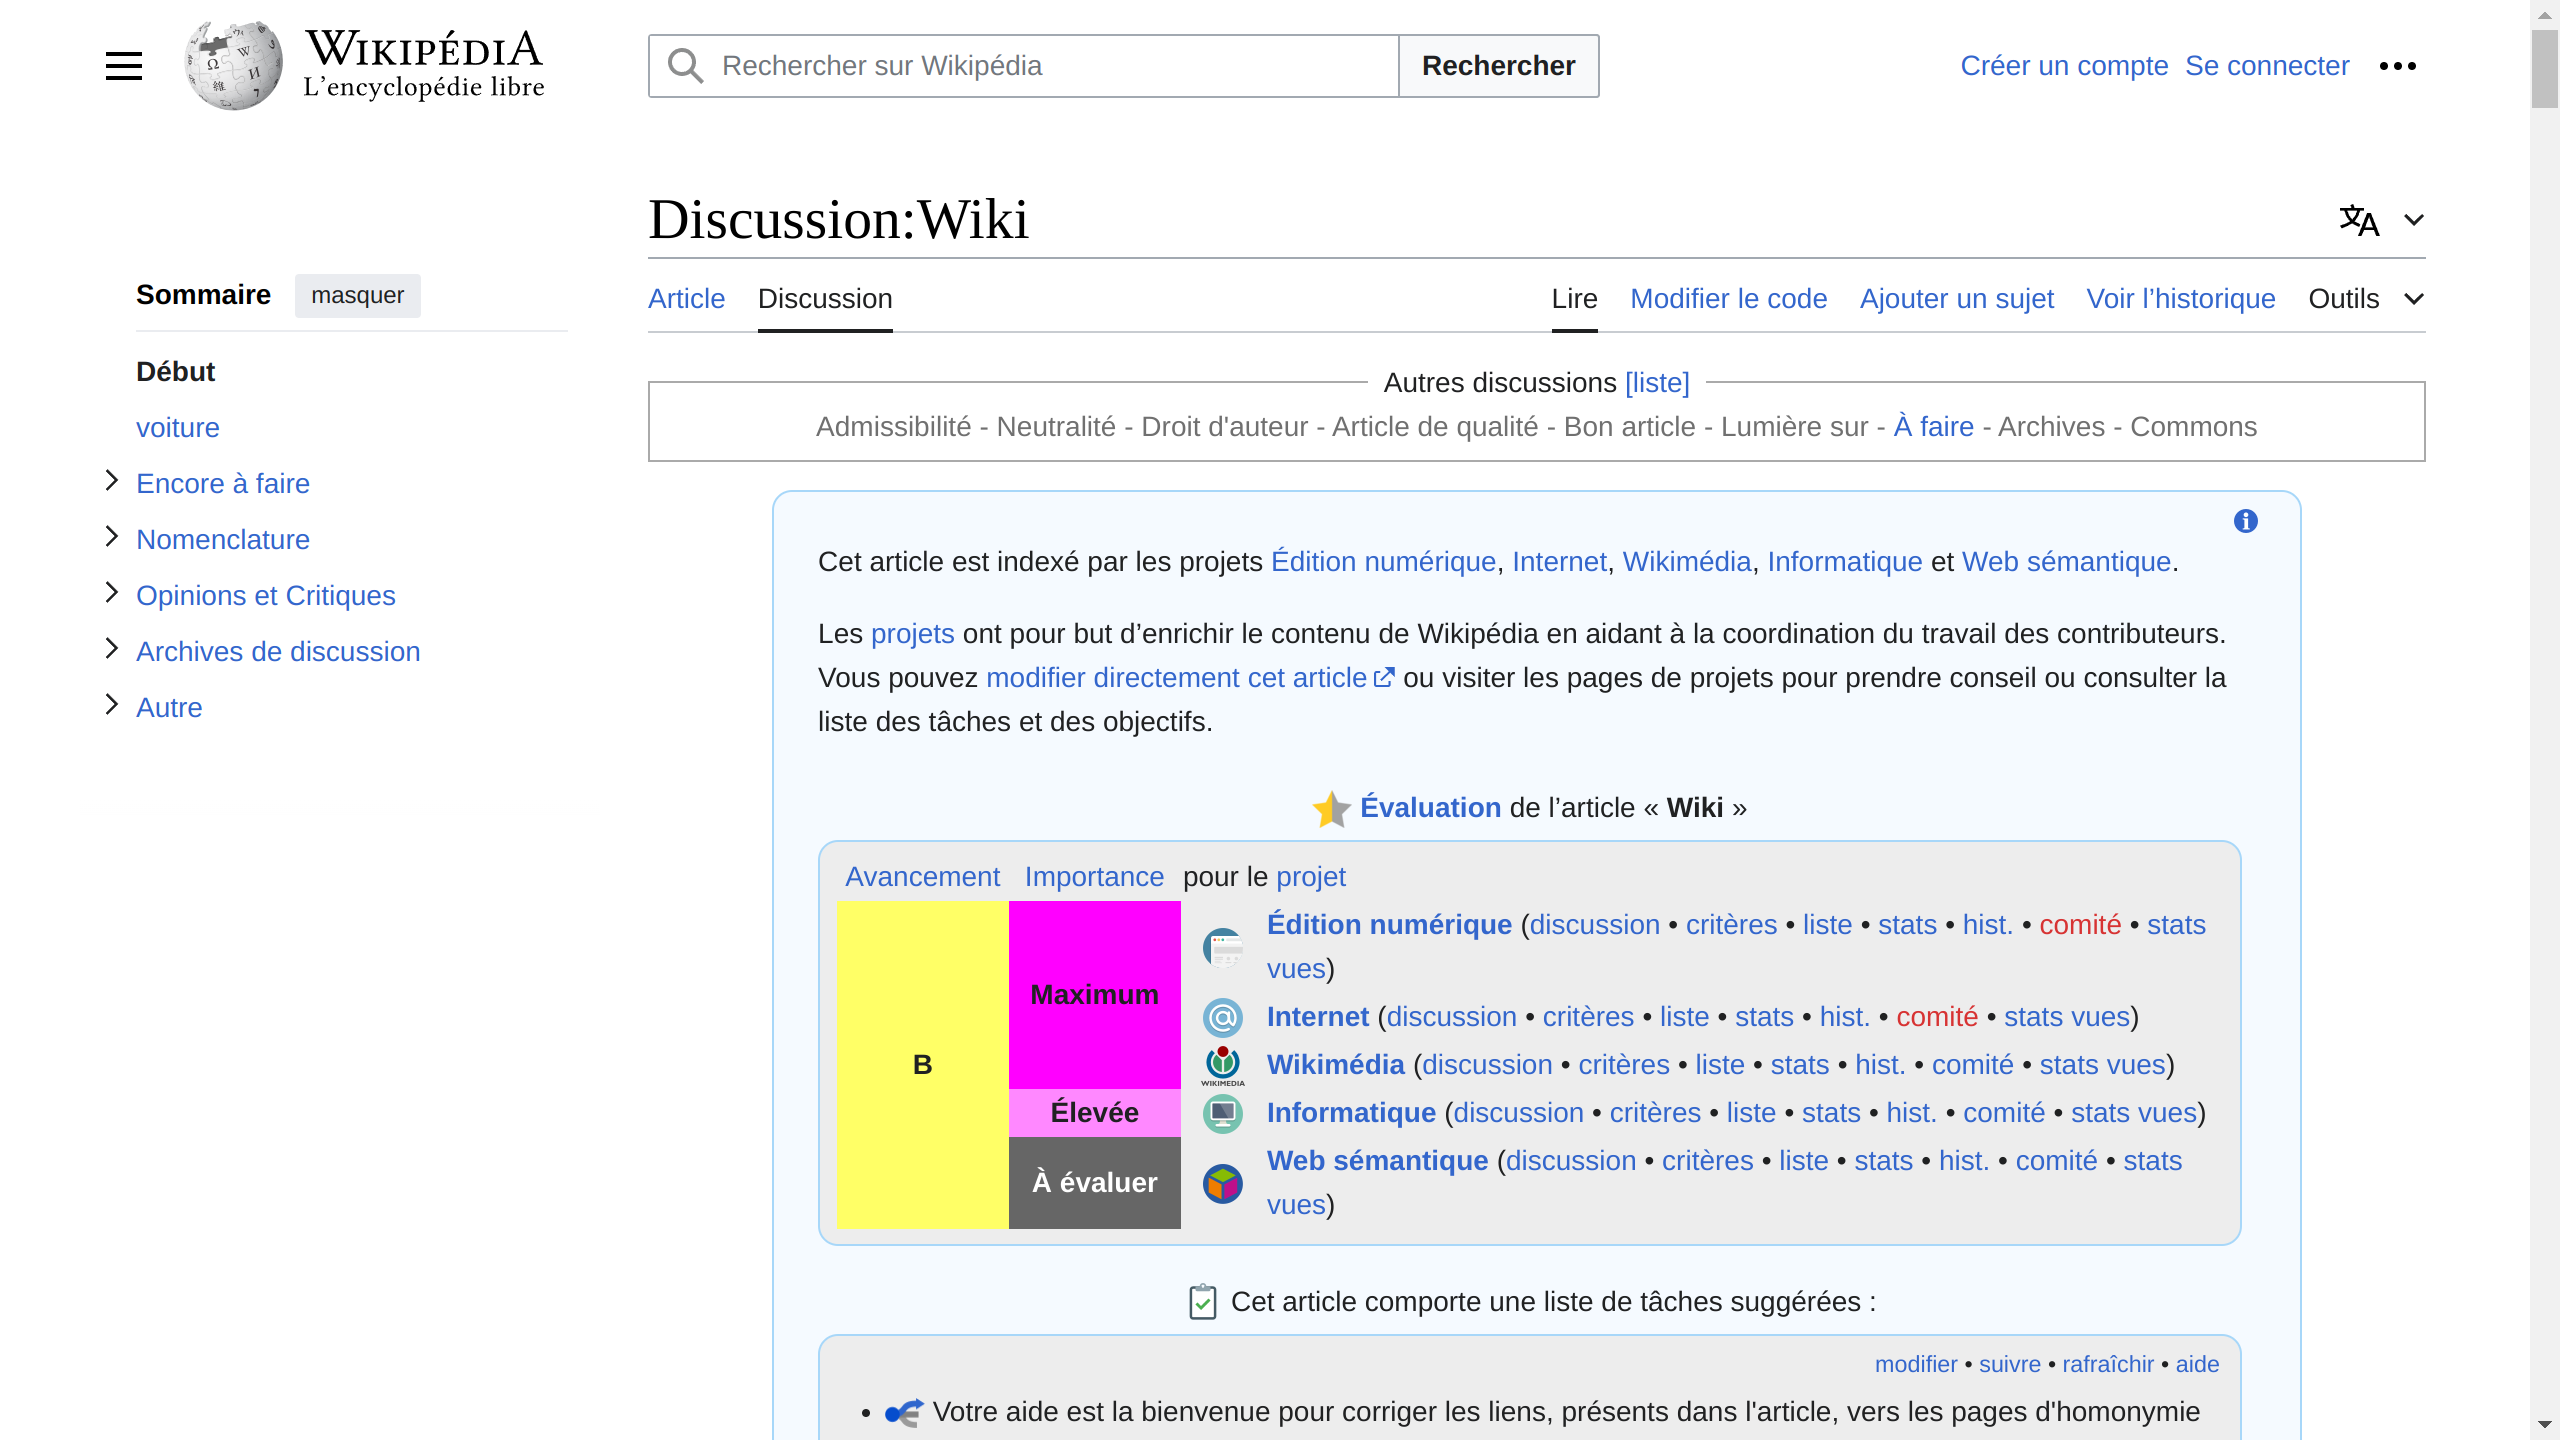 WIKIPÉDIA
L’encyclopédie libre
Rechercher sur Wikipédia
Rechercher
Créer un compte
Se connecter
Discussion:Wiki
Sommaire
masquer
Début
voiture
Encore à faire
Nomenclature
Opinions et Critiques
Archives de discussion
Autre
Article
Discussion
Lire
Modifier le code
Ajouter un sujet
Voir l’historique
Outils
Autres discussions [liste]
Admissibilité - Neutralité - Droit d'auteur - Article de qualité - Bon article - Lumière sur - À faire - Archives - Commons
Cet article est indexé par les projets Édition numérique, Internet, Wikimédia, Informatique et Web sémantique.
Les projets ont pour but d’enrichir le contenu de Wikipédia en aidant à la coordination du travail des contributeurs.
Vous pouvez modifier directement cet article ou visiter les pages de projets pour prendre conseil ou consulter la
liste des tâches et des objectifs.
Évaluation de l’article « Wiki »
Avancement Importance pour le projet
B
Maximum
Édition numérique (discussion • critères • liste • stats • hist. • comité • stats
vues)
Internet (discussion • critères • liste • stats • hist. • comité • stats vues)
WIKIMEDIA
Wikimédia (discussion • critères • liste • stats • hist. • comité • stats vues)
Élevée
Informatique (discussion • critères • liste • stats • hist. • comité • stats vues)
À évaluer
Web sémantique (discussion • critères • liste • stats • hist. • comité • stats
vues)
Cet article comporte une liste de tâches suggérées :
modifier • suivre • rafraîchir • aide
• Votre aide est la bienvenue pour corriger les liens, présents dans l'article, vers les pages d'homonymie